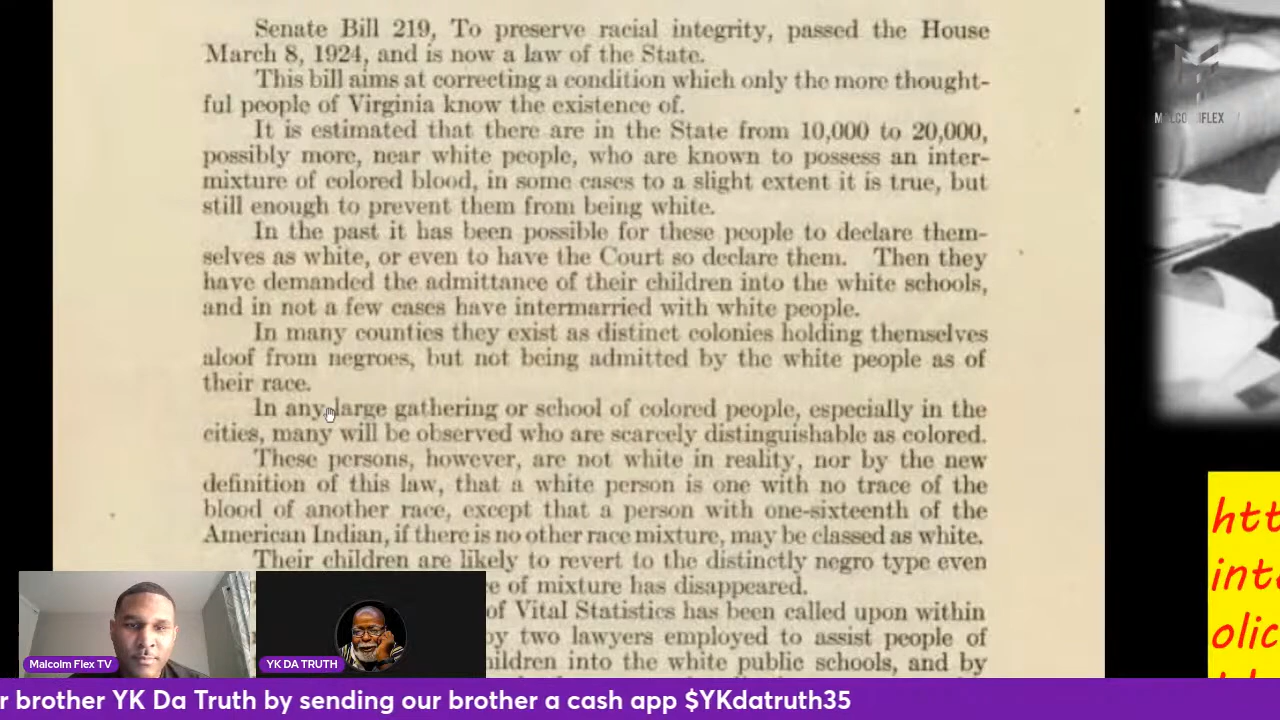 Senate Bill 219, To preserve racial integrity, passed the House
March 8, 1924, and is now a law of the State.
This bill aims at correcting a condition which only the more thought-
ful people of Virginia know the existence of.
It is estimated that there are in the State from 10,000 to 20,000,
possibly more, near white people, who are known to possess an inter-
mixture of colored blood, in some cases to a slight extent it is true, but
still enough to prevent them from being white.
In the past it has been possible for these people to declare them-
selves as white, or even to have the Court so declare them. Then they
have demanded the admittance of their children into the white schools,
and in not a few cases have intermarried with white people.
In many counties they exist as distinct colonies holding themselves
aloof from negroes, but not being admitted by the white people as of
their race.
In any large gathering or school of colored people, especially in the
cities, many will be observed who are scarcely distinguishable as colored.
These persons, however, are not white in reality, nor by the new
definition of this law, that a white person is one with no trace of the
blood of another race, except that a person with one-sixteenth of the
American Indian, if there is no other race mixture, may be classed as white.
Their children are likely to revert to the distinctly negro type even
of mixture has disappeared.
of Vital Statistics has been called upon within
by two lawyers employed to assist people of
children into the white public schools, and by
MALCOLMFLEX TV
htt
int
olic
Malcolm Flex TV
YK DA TRUTH
r brother YK Da Truth by sending our brother a cash app $YKdatruth35